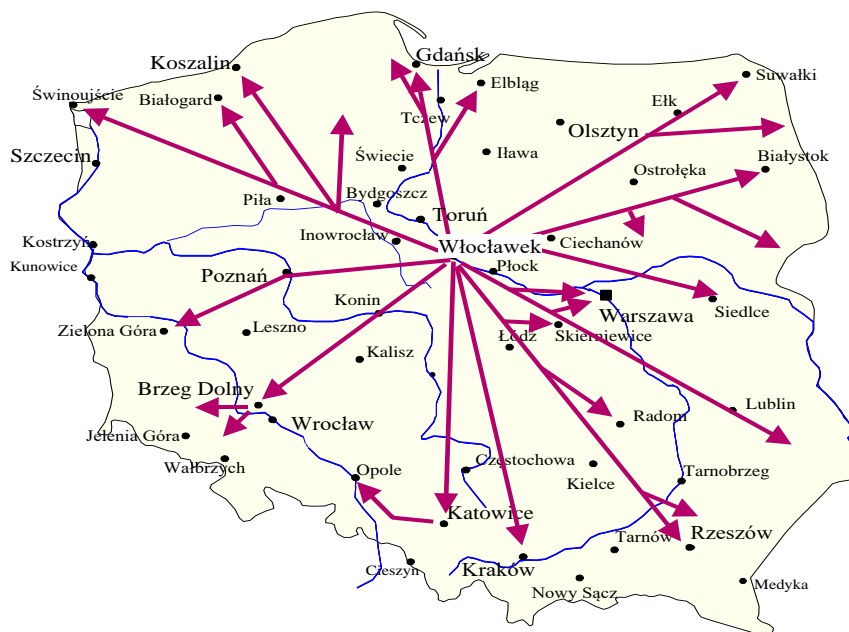 Gdańsk
Koszalin
Elbląg
Suwałki
Świnoujście
Białogard
Tczew
Ełk
Olsztyn
Szczecin
Świecie
Iława
Ostrołęka
Białystok
Piła
Bydgoszcz
Toruń
Kostrzyń
Inowrocław
Włocławek
Ciechanów
Kunowice
Poznań
Płock
Konin
Warszawa
Siedlce
Zielona Góra
Leszno
Łódź
Skierniewice
Kalisz
Brzeg Dolny
Wrocław
Radom
Lublin
Jelenia Góra
Wałbrzych
Opole
Częstochowa
Kielce
Tarnobrzeg
Katowice
Rzeszów
Tarnów
Cieszyn
Kraków
Nowy Sącz
Medyka